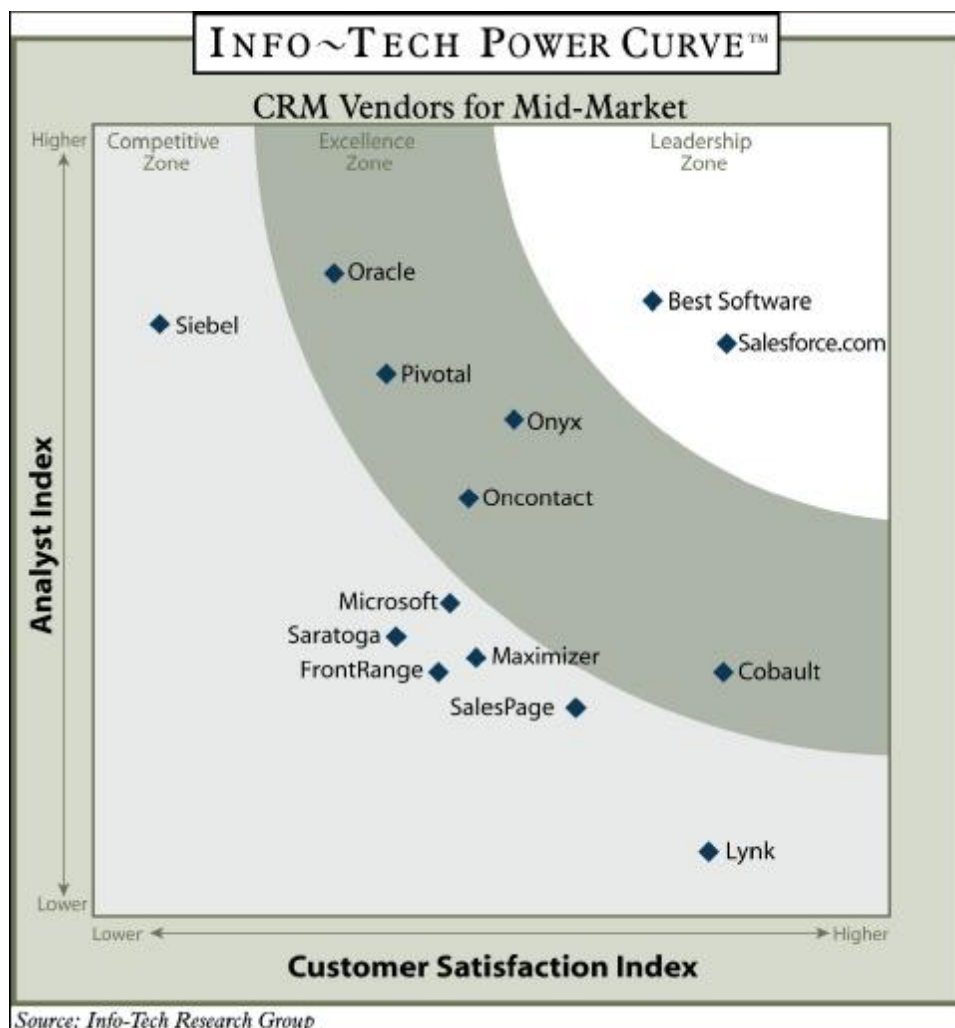 INFO~TECH POWER CURVE™
CRM Vendors for Mid-Market
Higher
Competitive
Zone
Excellence
Zone
Leadership
Zone
Oracle
Best Software
Siebel
Salesforce.com
Pivotal
Onyx
Oncontact
Analyst Index
Microsoft
Saratoga
Maximizer
FrontRange
Cobault
SalesPage
Lynk
Lower
Lower
Higher
Customer Satisfaction Index
Source: Info-Tech Research Group